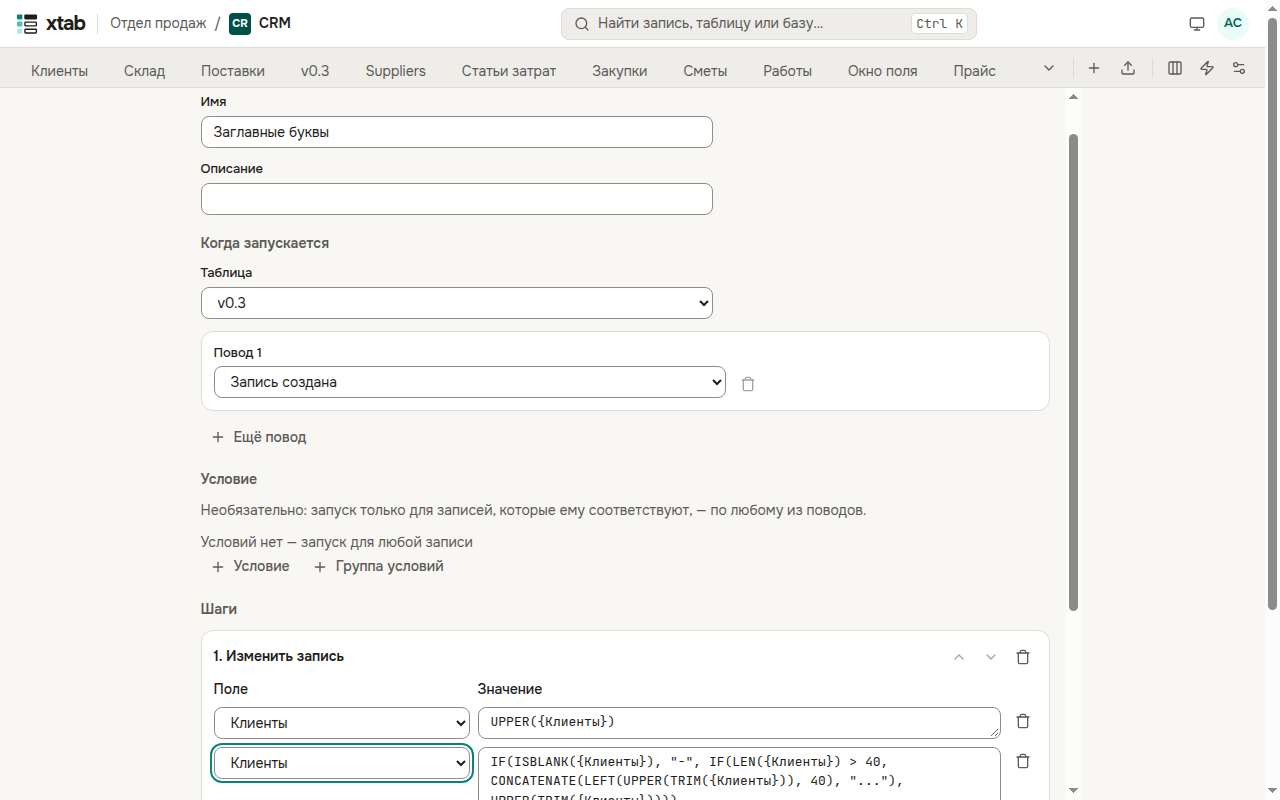 xtab Отдел продаж / CR CRM Найти запись, таблицу или базу... Ctrl K AC
Клиенты Склад Поставки v0.3 Suppliers Статьи затрат Закупки Сметы Работы Окно поля Прайс
Имя
Заглавные буквы
Описание
Когда запускается
Таблица
v0.3
Повод 1
Запись создана
Ещё повод
Условие
Необязательно: запуск только для записей, которые ему соответствуют, — по любому из поводов.
Условий нет — запуск для любой записи
Условие Группа условий
Шаги
1. Изменить запись
Поле Значение
Клиенты UPPER({Клиенты})
Клиенты IF(ISBLANK({Клиенты}), "-", IF(LEN({Клиенты}) > 40,
CONCATENATE(LEFT(UPPER(TRIM({Клиенты})), 40), "..."),
UPPER(TRIM({Клиенты}))))